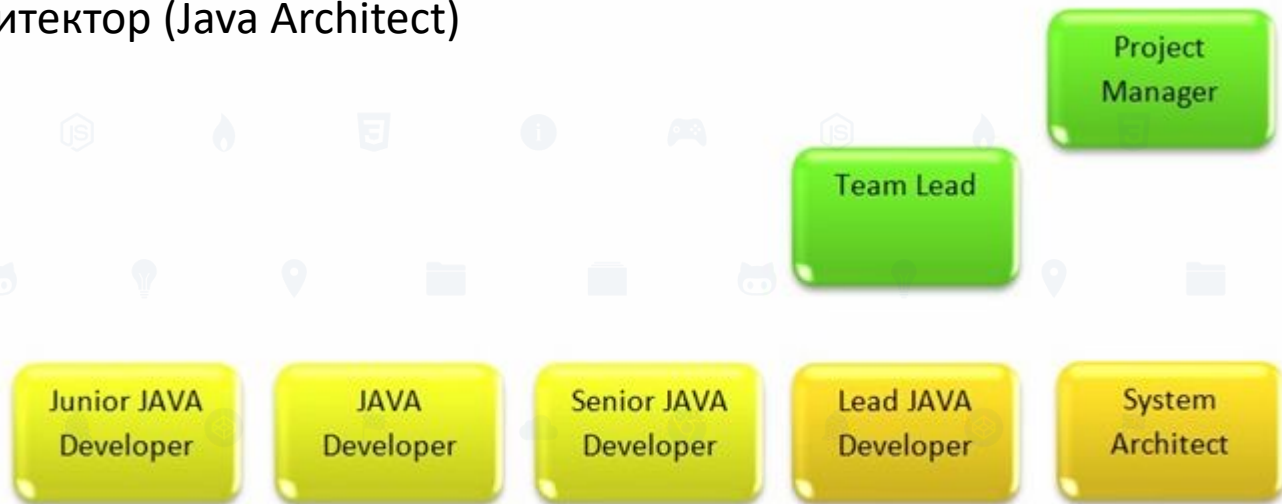 итектор (Java Architect)
Project
Manager
Team Lead
Junior JAVA
Developer
JAVA
Developer
Senior JAVA
Developer
Lead JAVA
Developer
System
Architect